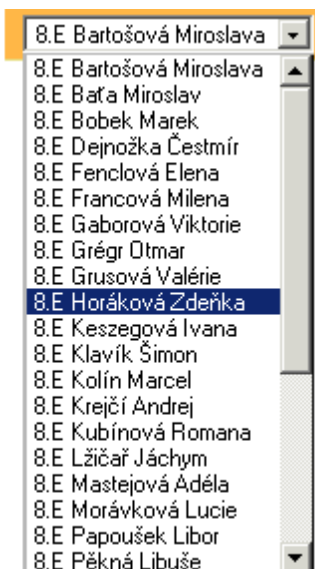 8.E Bartošová Miroslava
8.E Bartošová Miroslava
8.E Baťa Miroslav
8.E Bobek Marek
8.E Dejnožka Čestmír
8.E Fenclová Elena
8.E Francová Milena
8.E Gaborová Viktorie
8.E Grégr Otmar
8.E Grusová Valérie
8.E Horáková Zdeňka
8.E Keszegová Ivana
8.E Klavík Šimon
8.E Kolín Marcel
8.E Krejčí Andrej
8.E Kubínová Romana
8.E Lžičař Jáchym
8.E Mastejová Adéla
8.E Morávková Lucie
8.E Papoušek Libor
8.E Pěkná Libuše